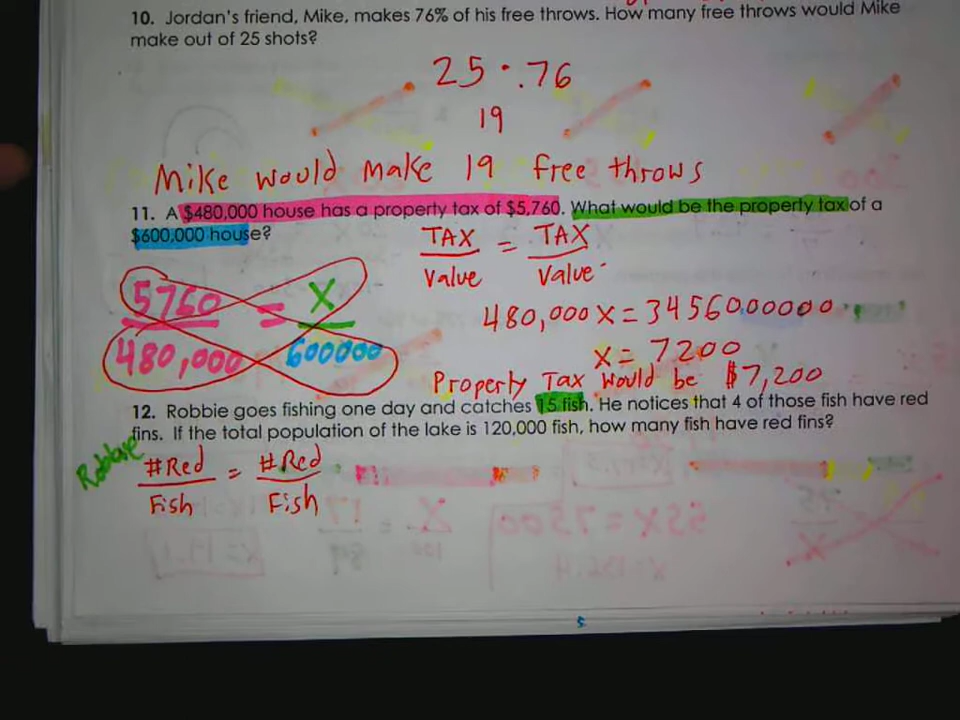 10. Jordan's friend, Mike, makes 76% of his free throws. How many free throws would Mike
make out of 25 shots?
25 · .76
19
Mike would make 19 free throws
11. A $480,000 house has a property tax of $5,760. What would be the property tax of a
$600,000 house?
TAX = TAX
Value Value
5760 = X
480,000 600000
480,000 X = 3456000000
X = 7200
Property Tax would be $7,200
12. Robbie goes fishing one day and catches 15 fish. He notices that 4 of those fish have red
fins. If the total population of the lake is 120,000 fish, how many fish have red fins?
#Red = #Red
Fish Fish
5